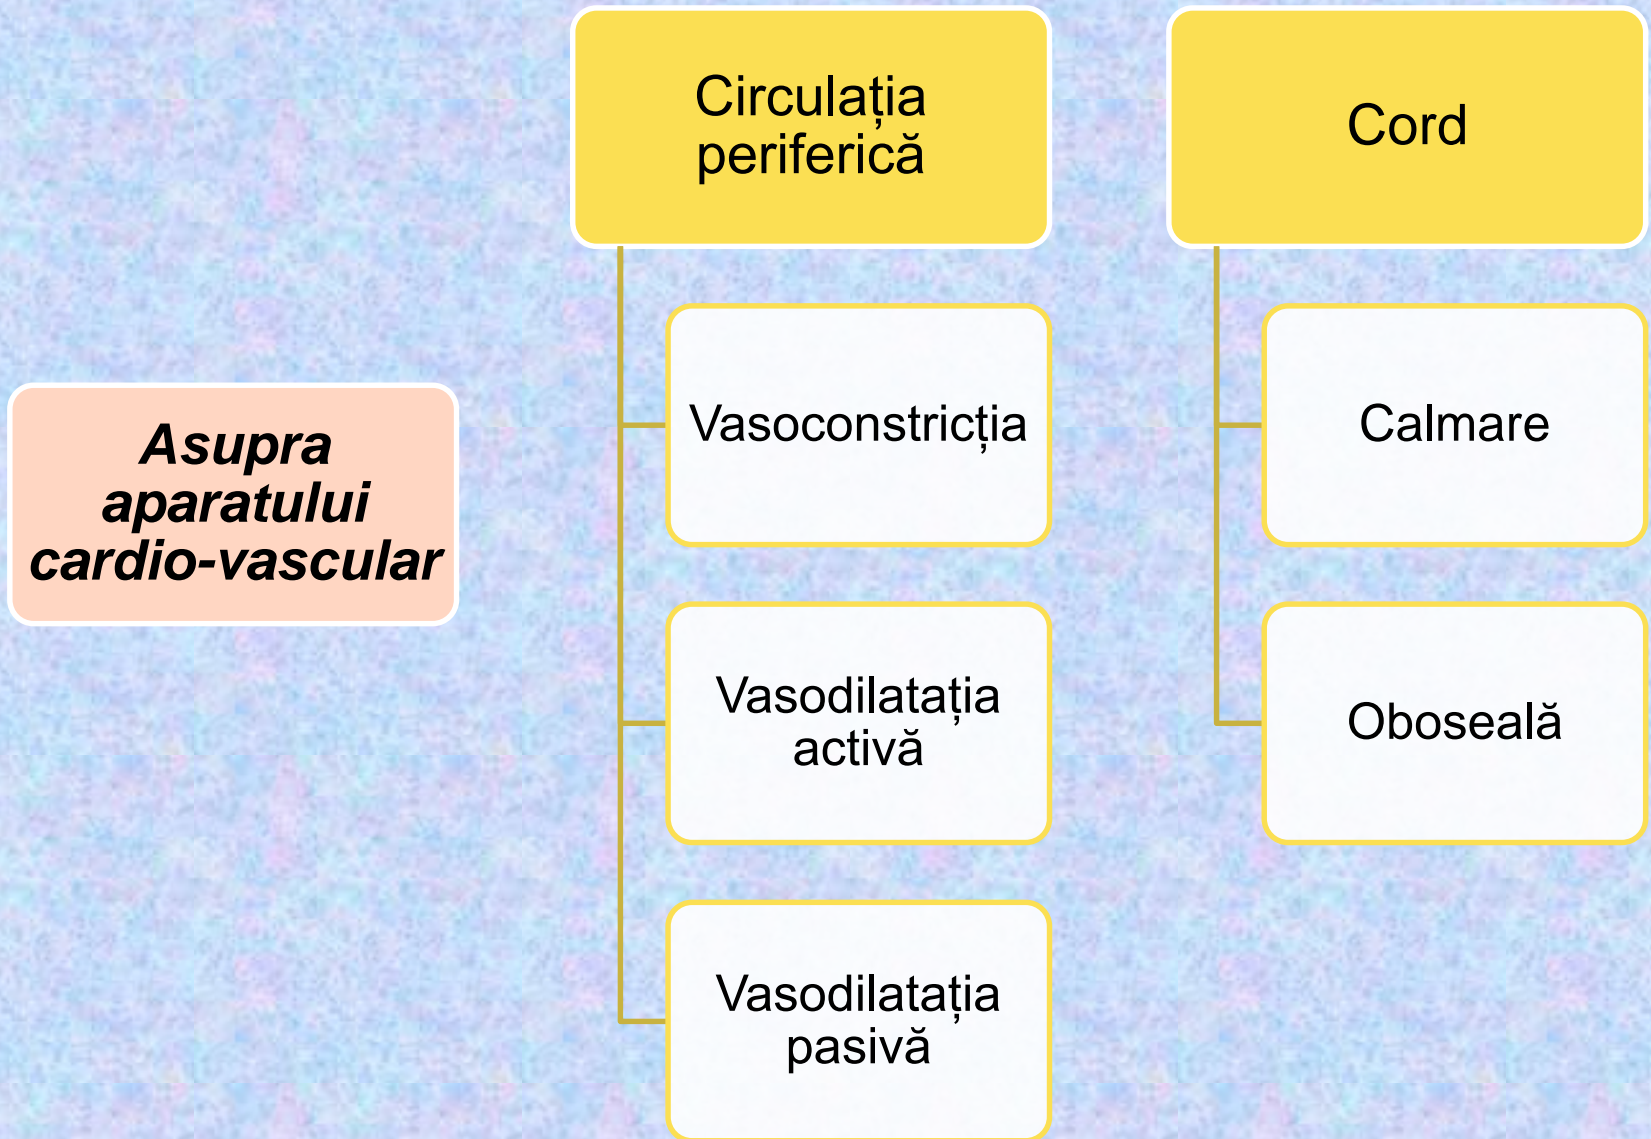 Asupra
aparatului
cardio-vascular
Circulația
periferică
Vasoconstricția
Vasodilatația
activă
Vasodilatația
pasivă
Cord
Calmare
Oboseală